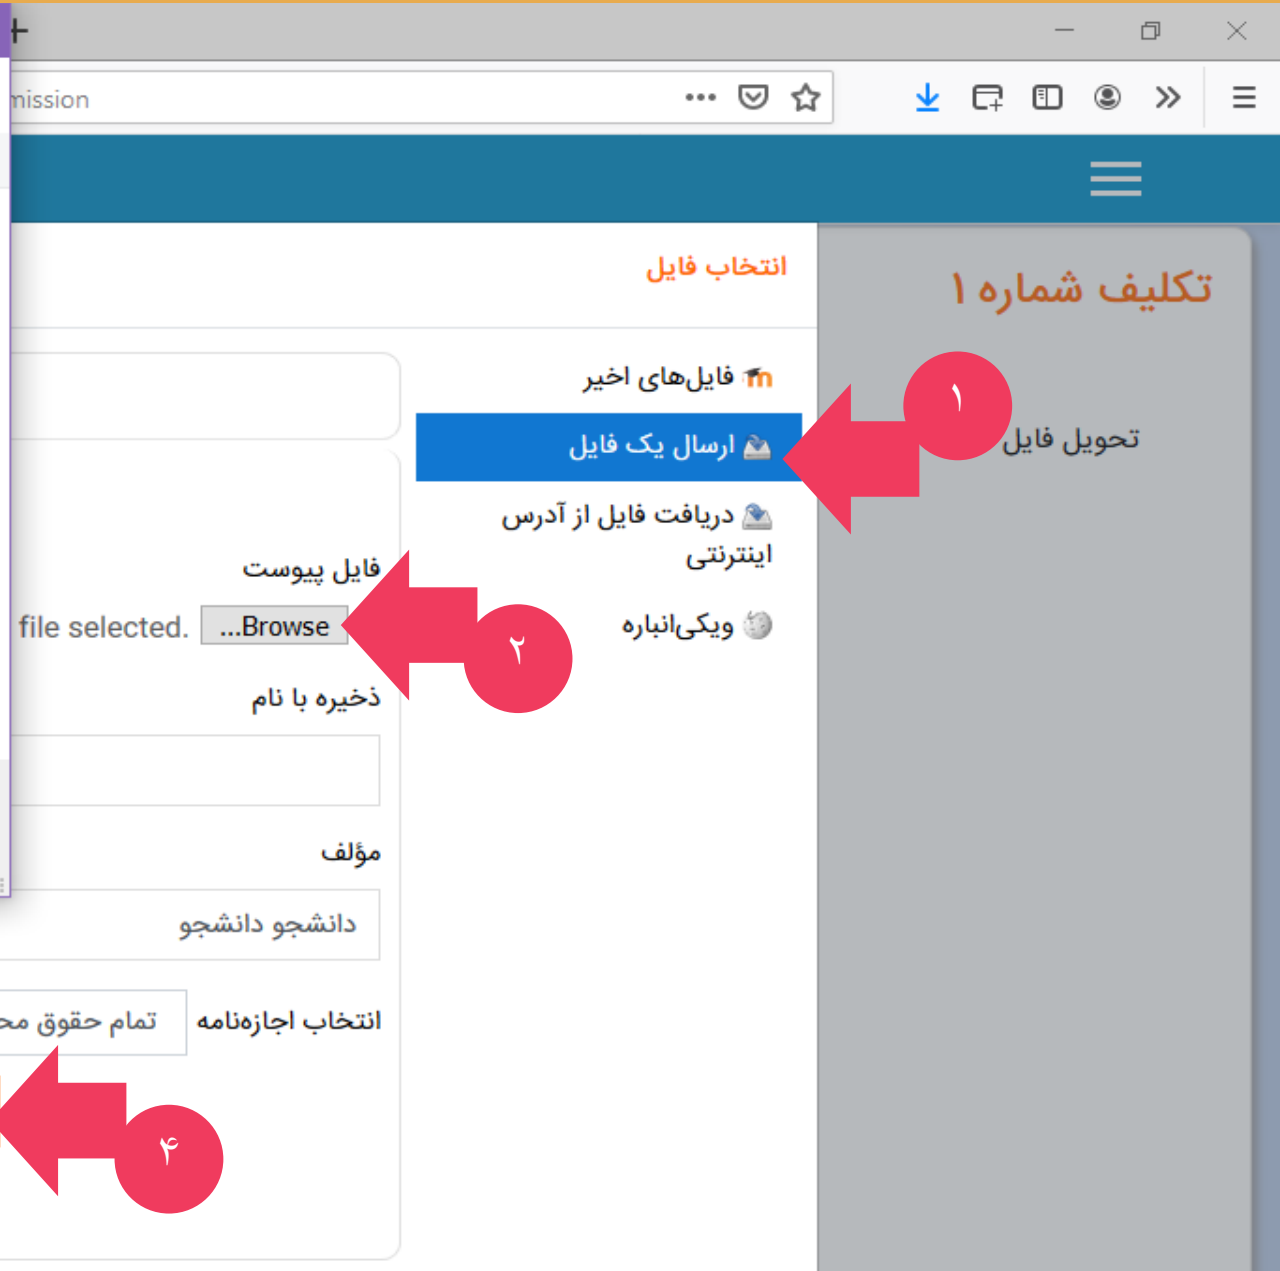 تکلیف شماره ۱
تحویل فایل
انتخاب فایل
فایل‌های اخیر
ارسال یک فایل
دریافت فایل از آدرس
اینترنتی
ویکی‌انباره
۱
فایل پیوست
Browse...
file selected.
۲
ذخیره با نام
مؤلف
دانشجو دانشجو
انتخاب اجازه‌نامه
تمام حقوق
۴